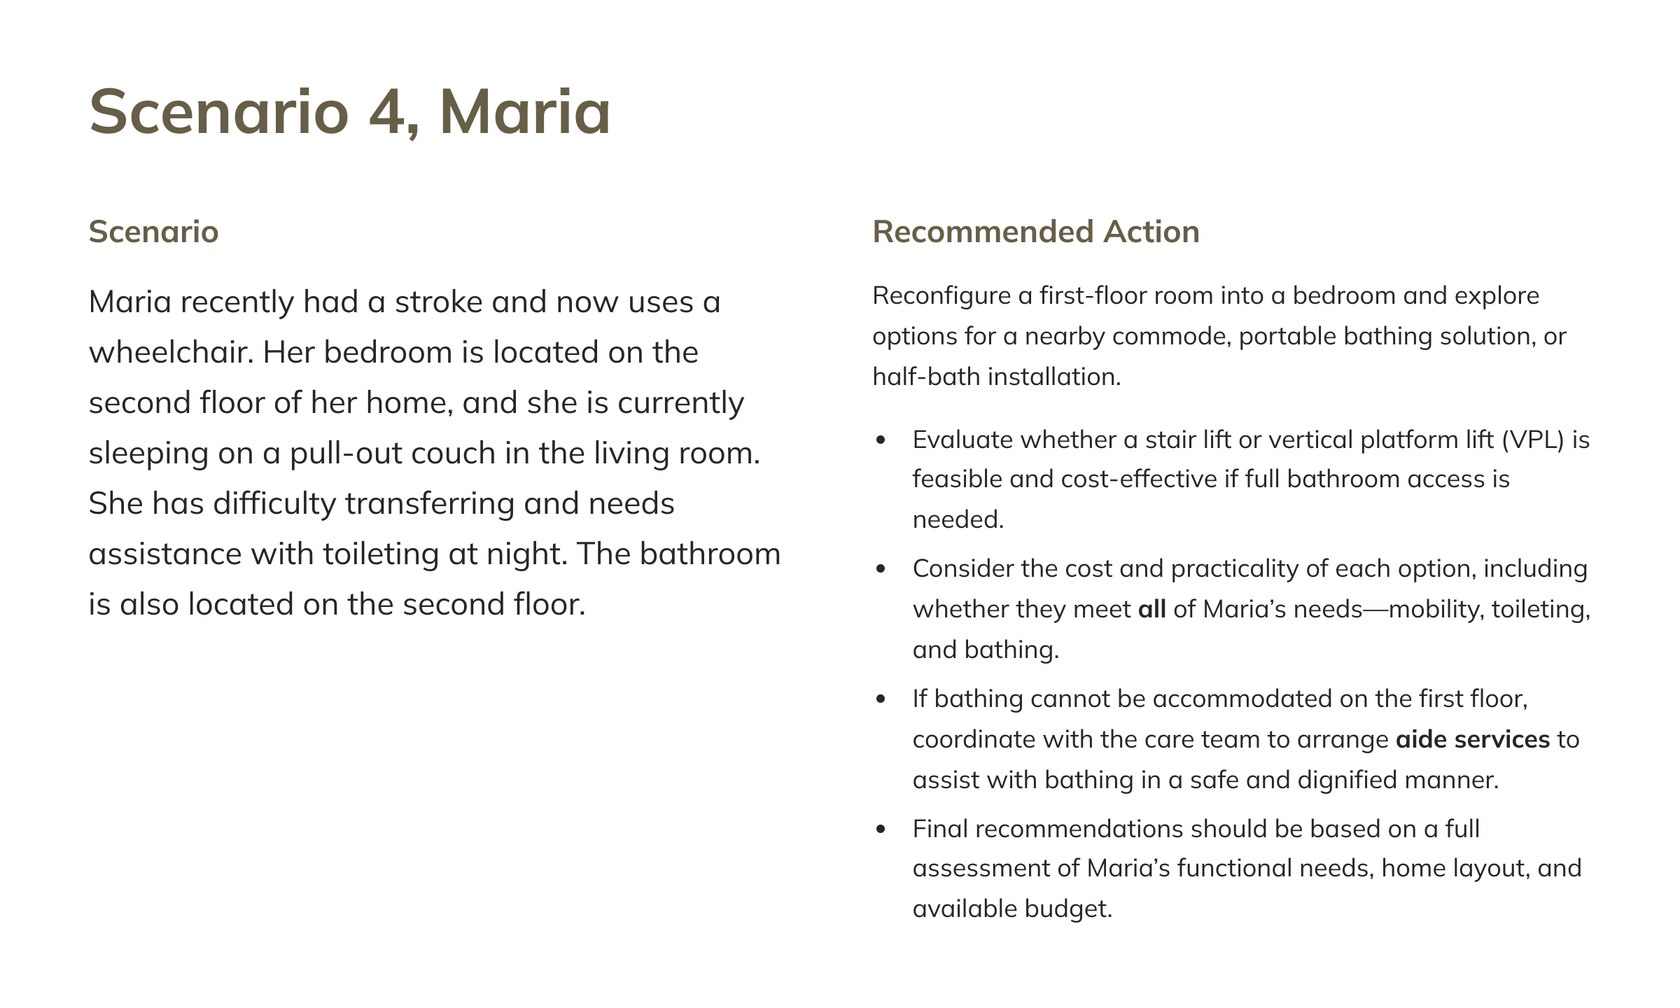 Scenario 4, Maria
Scenario
Maria recently had a stroke and now uses a
wheelchair. Her bedroom is located on the
second floor of her home, and she is currently
sleeping on a pull-out couch in the living room.
She has difficulty transferring and needs
assistance with toileting at night. The bathroom
is also located on the second floor.
Recommended Action
Reconfigure a first-floor room into a bedroom and explore
options for a nearby commode, portable bathing solution, or
half-bath installation.
• Evaluate whether a stair lift or vertical platform lift (VPL) is
feasible and cost-effective if full bathroom access is
needed.
• Consider the cost and practicality of each option, including
whether they meet all of Maria’s needs—mobility, toileting,
and bathing.
• If bathing cannot be accommodated on the first floor,
coordinate with the care team to arrange aide services to
assist with bathing in a safe and dignified manner.
• Final recommendations should be based on a full
assessment of Maria’s functional needs, home layout, and
available budget.